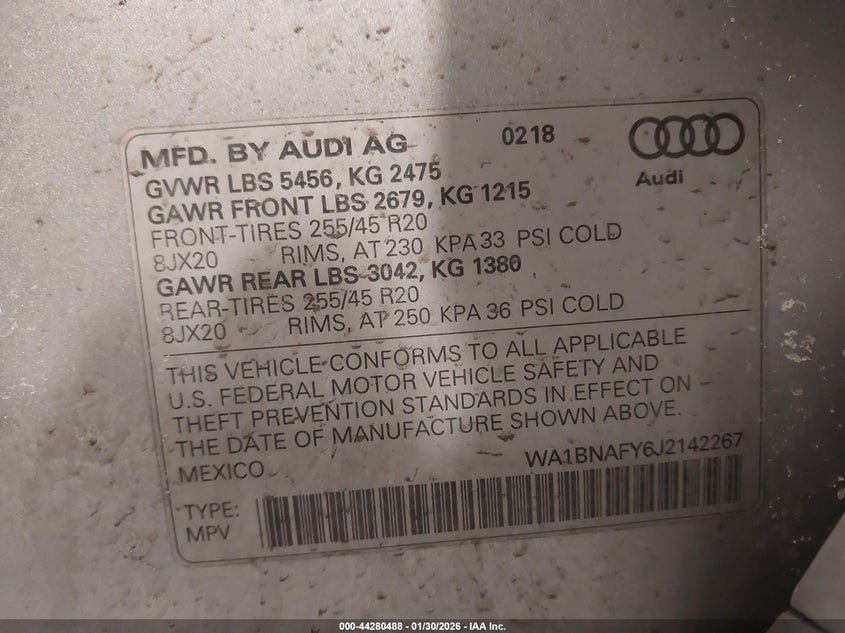 MFD. BY AUDI AG 0218
Audi
GVWR LBS 5456, KG 2475
GAWR FRONT LBS 2679, KG 1215
FRONT-TIRES 255/45 R20
8JX20 RIMS, AT 230 KPA 33 PSI COLD
GAWR REAR LBS 3042, KG 1380
REAR-TIRES 255/45 R20
8JX20 RIMS, AT 250 KPA 36 PSI COLD
THIS VEHICLE CONFORMS TO ALL APPLICABLE
U.S. FEDERAL MOTOR VEHICLE SAFETY AND
THEFT PREVENTION STANDARDS IN EFFECT ON
THE DATE OF MANUFACTURE SHOWN ABOVE.
MEXICO WA1BNAFY6J2142267
TYPE:
MPV
000-44280488 - 01/30/2026 - IAA Inc.